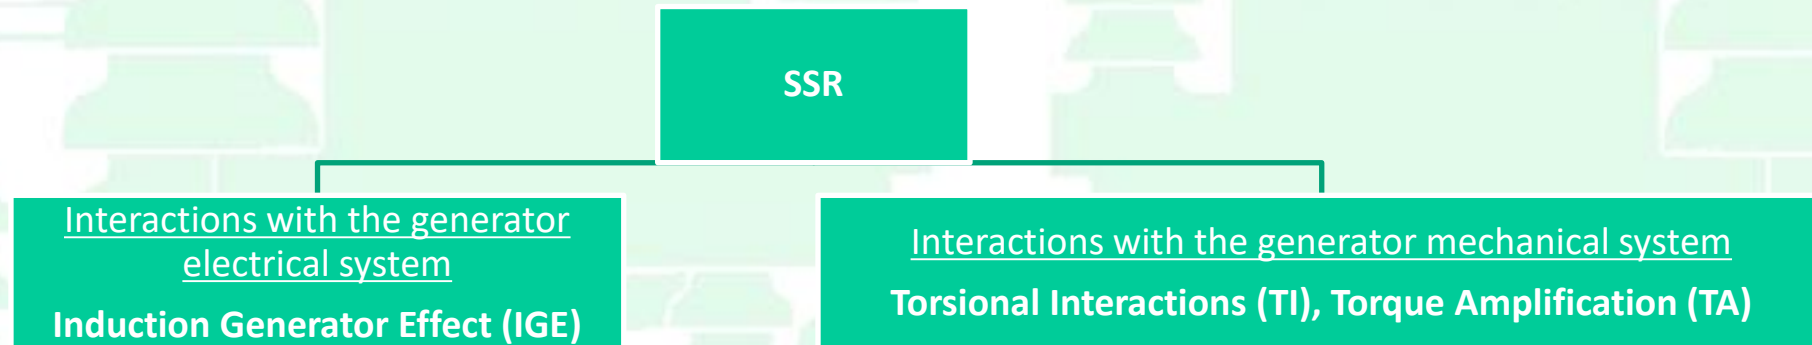 SSR
Interactions with the generator
electrical system
Induction Generator Effect (IGE)
Interactions with the generator mechanical system
Torsional Interactions (TI), Torque Amplification (TA)